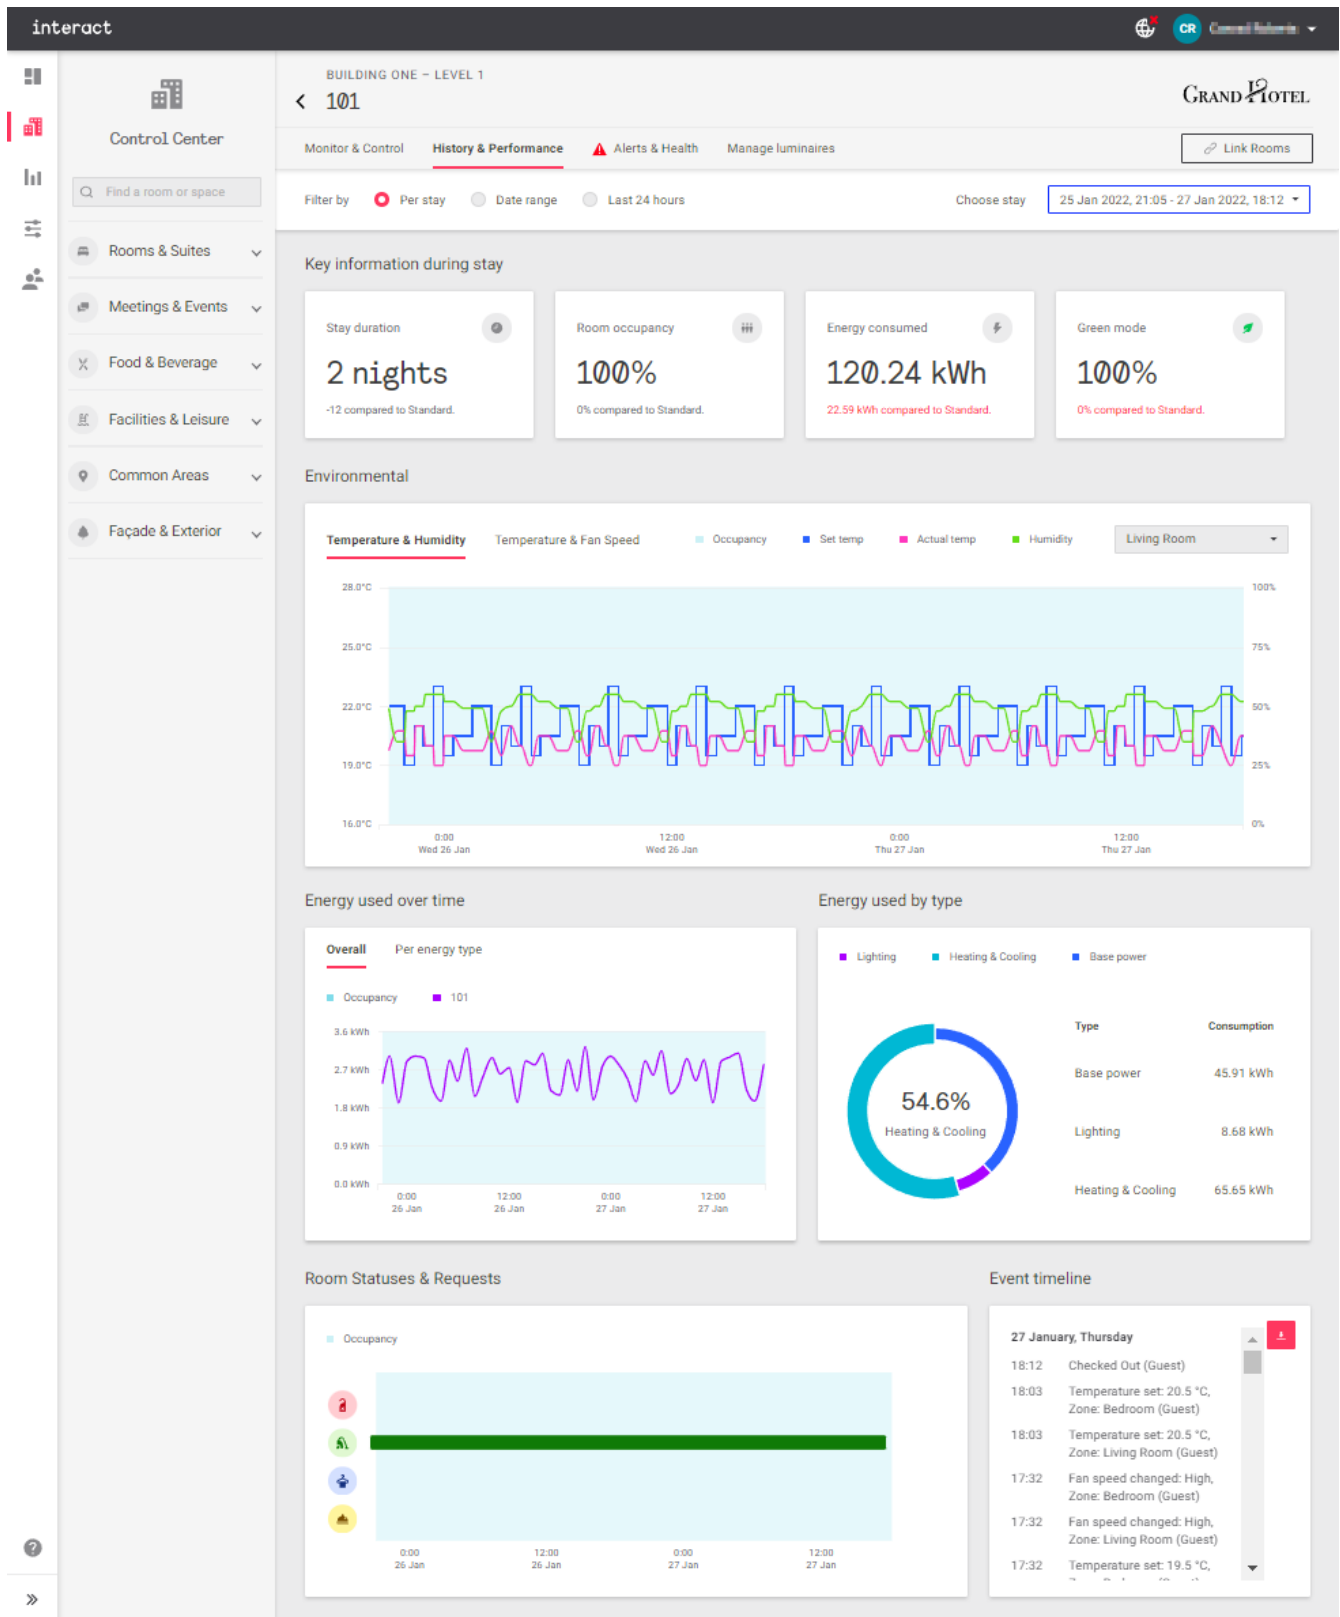 interact
CR
BUILDING ONE – LEVEL 1
101
GRAND HOTEL
Control Center
Monitor & Control
History & Performance
Alerts & Health
Manage luminaires
Link Rooms
Find a room or space
Filter by
Per stay
Date range
Last 24 hours
Choose stay
25 Jan 2022, 21:05 - 27 Jan 2022, 18:12
Rooms & Suites
Meetings & Events
Food & Beverage
Facilities & Leisure
Common Areas
Façade & Exterior
Key information during stay
Stay duration
2 nights
-12 compared to Standard.
Room occupancy
100%
0% compared to Standard.
Energy consumed
120.24 kWh
22.59 kWh compared to Standard.
Green mode
100%
0% compared to Standard.
Environmental
Temperature & Humidity
Temperature & Fan Speed
Occupancy
Set temp
Actual temp
Humidity
Living Room
28.0°C
25.0°C
22.0°C
19.0°C
16.0°C
100%
75%
50%
25%
0%
0:00
Wed 26 Jan
12:00
Wed 26 Jan
0:00
Thu 27 Jan
12:00
Thu 27 Jan
Energy used over time
Overall
Per energy type
Occupancy
101
3.6 kWh
2.7 kWh
1.8 kWh
0.9 kWh
0.0 kWh
0:00
26 Jan
12:00
26 Jan
0:00
27 Jan
12:00
27 Jan
Energy used by type
Lighting
Heating & Cooling
Base power
54.6%
Heating & Cooling
Type Consumption
Base power 45.91 kWh
Lighting 8.68 kWh
Heating & Cooling 65.65 kWh
Room Statuses & Requests
Occupancy
0:00
26 Jan
12:00
26 Jan
0:00
27 Jan
12:00
27 Jan
Event timeline
27 January, Thursday
18:12 Checked Out (Guest)
18:03 Temperature set: 20.5 °C,
Zone: Bedroom (Guest)
18:03 Temperature set: 20.5 °C,
Zone: Living Room (Guest)
17:32 Fan speed changed: High,
Zone: Bedroom (Guest)
17:32 Fan speed changed: High,
Zone: Living Room (Guest)
17:32 Temperature set: 19.5 °C,